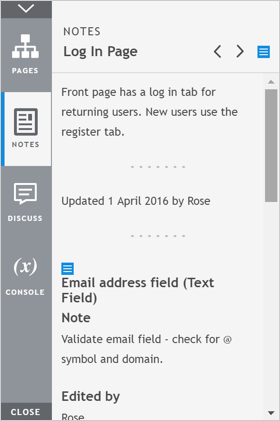 NOTES
Log In Page
PAGES
NOTES
DISCUSS
(x)
CONSOLE
CLOSE
Front page has a log in tab for
returning users. New users use the
register tab.
Updated 1 April 2016 by Rose
Email address field (Text
Field)
Note
Validate email field - check for @
symbol and domain.
Edited by
Rose